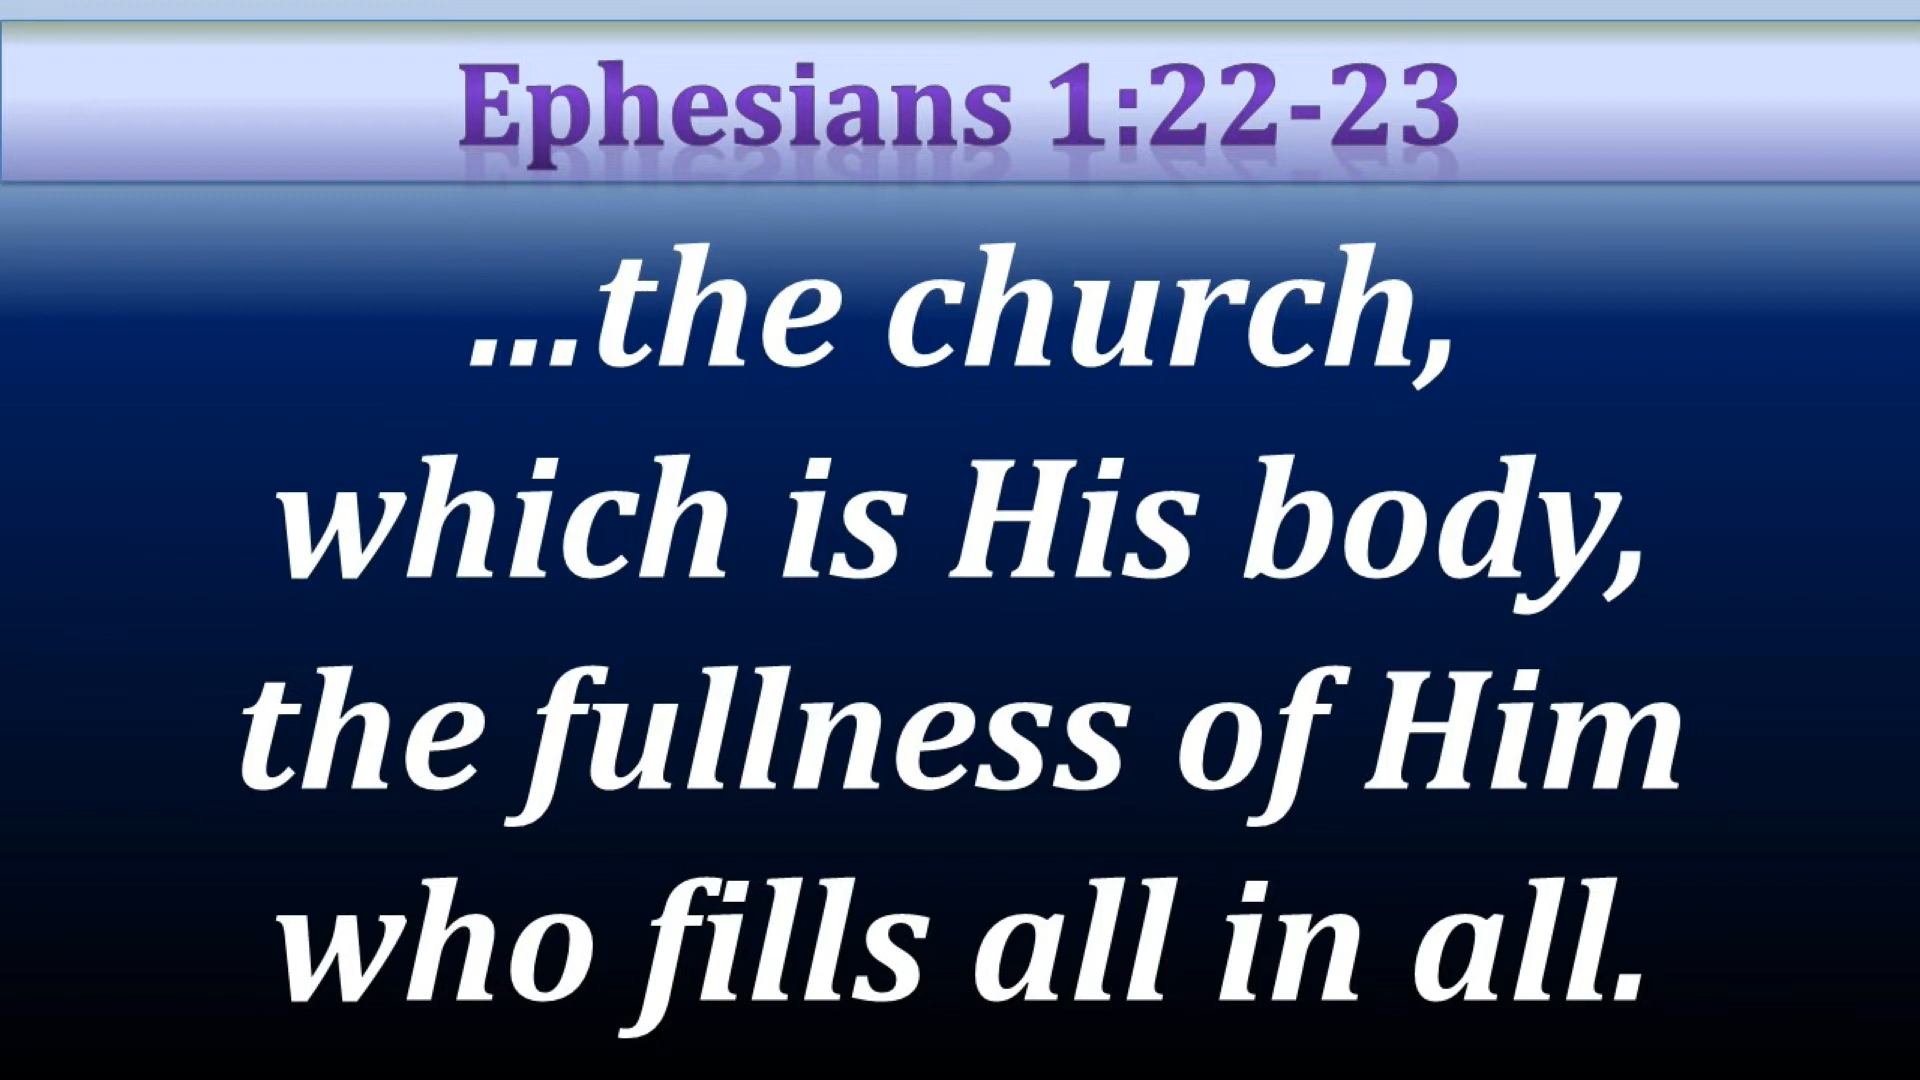 Ephesians 1:22-23
...the church,
which is His body,
the fullness of Him
who fills all in all.